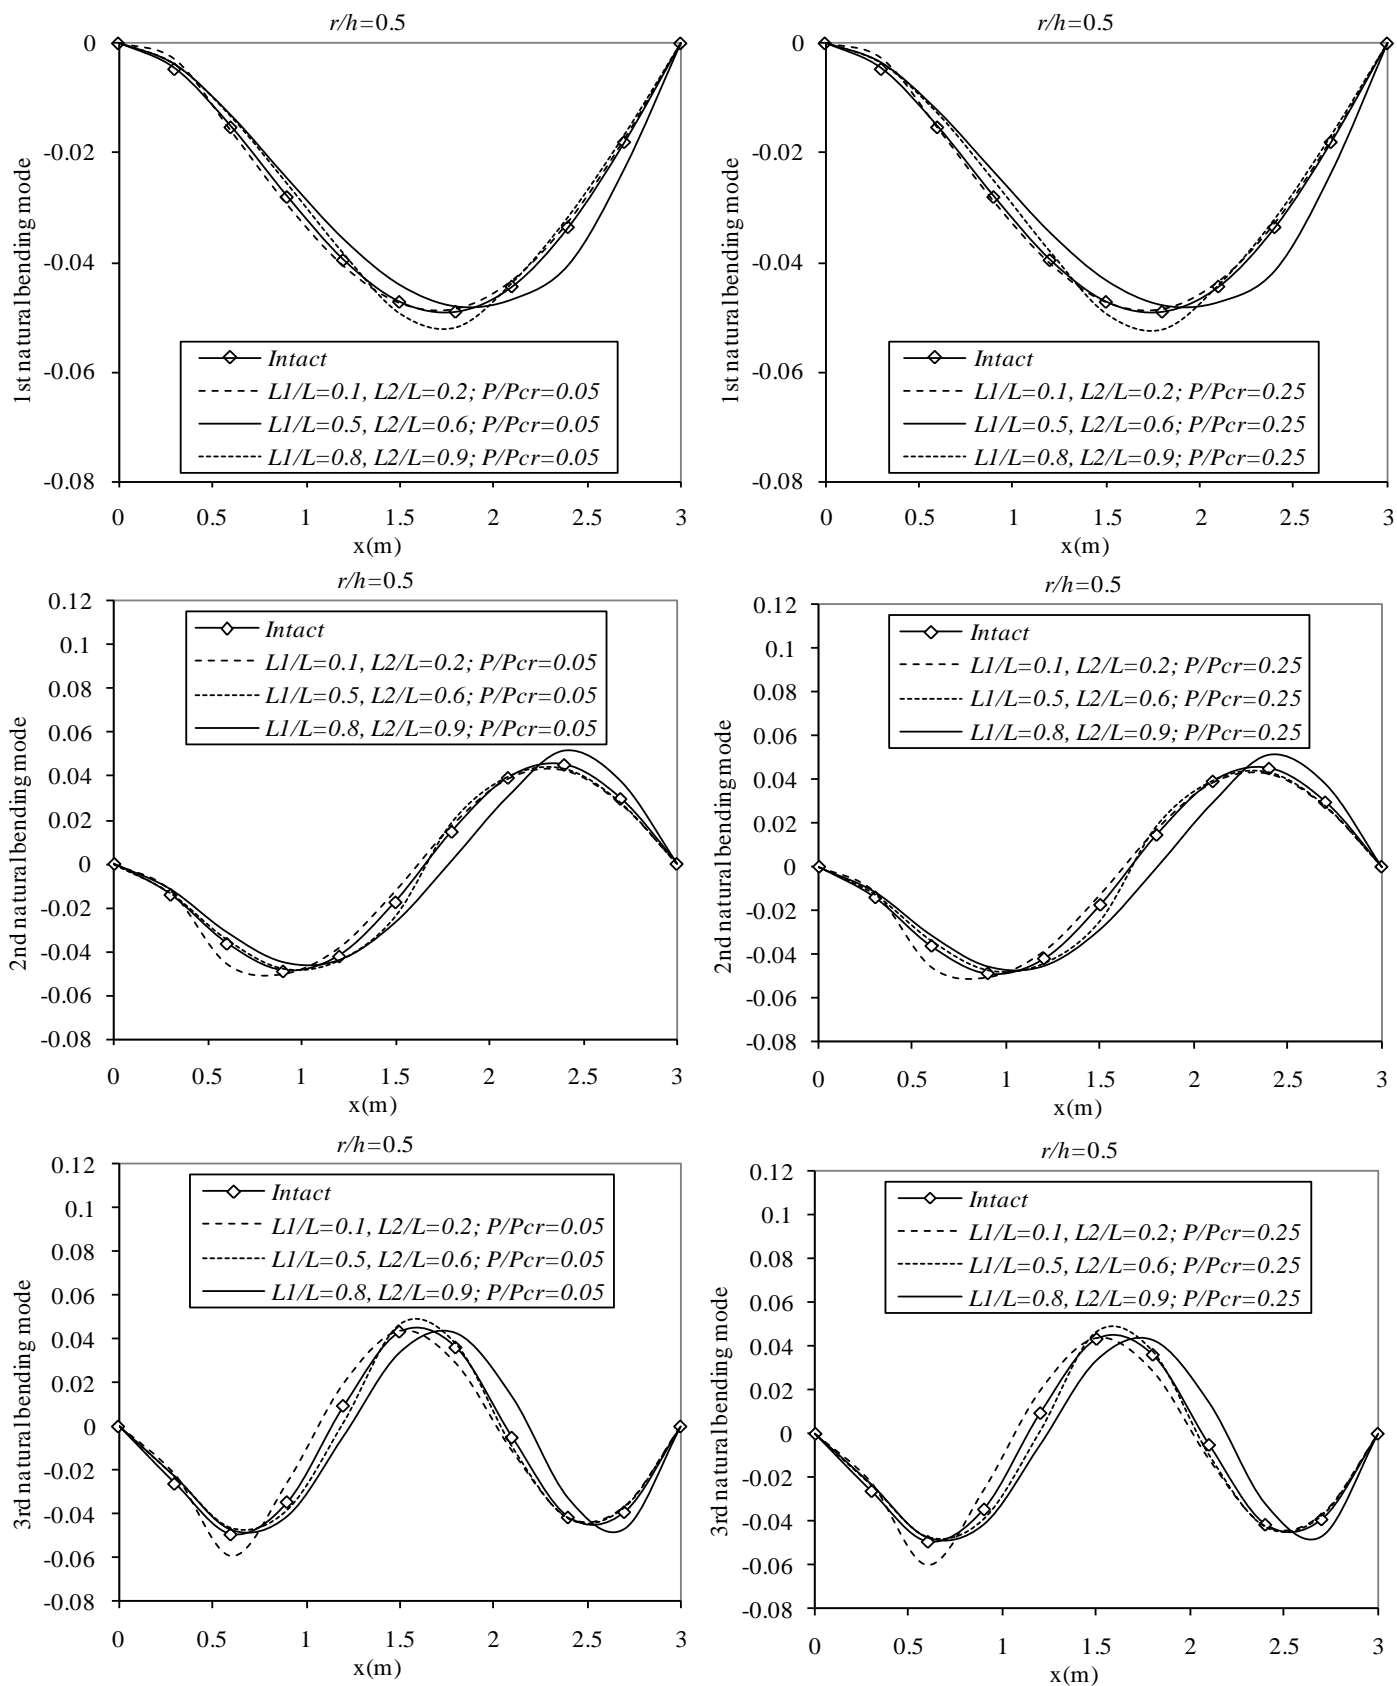 r/h=0.5
0
-0.02
-0.04
-0.06
-0.08
1st natural bending mode
Intact
L1/L=0.1, L2/L=0.2; P/Pcr=0.05
L1/L=0.5, L2/L=0.6; P/Pcr=0.05
L1/L=0.8, L2/L=0.9; P/Pcr=0.05
0 0.5 1 1.5 2 2.5 3
x(m)
r/h=0.5
0
-0.02
-0.04
-0.06
-0.08
1st natural bending mode
Intact
L1/L=0.1, L2/L=0.2; P/Pcr=0.25
L1/L=0.5, L2/L=0.6; P/Pcr=0.25
L1/L=0.8, L2/L=0.9; P/Pcr=0.25
0 0.5 1 1.5 2 2.5 3
x(m)
r/h=0.5
0.12
0.1
0.08
0.06
0.04
0.02
0
-0.02
-0.04
-0.06
-0.08
2nd natural bending mode
Intact
L1/L=0.1, L2/L=0.2; P/Pcr=0.05
L1/L=0.5, L2/L=0.6; P/Pcr=0.05
L1/L=0.8, L2/L=0.9; P/Pcr=0.05
0 0.5 1 1.5 2 2.5 3
x(m)
r/h=0.5
0.12
0.1
0.08
0.06
0.04
0.02
0
-0.02
-0.04
-0.06
-0.08
2nd natural bending mode
Intact
L1/L=0.1, L2/L=0.2; P/Pcr=0.25
L1/L=0.5, L2/L=0.6; P/Pcr=0.25
L1/L=0.8, L2/L=0.9; P/Pcr=0.25
0 0.5 1 1.5 2 2.5 3
x(m)
r/h=0.5
0.12
0.1
0.08
0.06
0.04
0.02
0
-0.02
-0.04
-0.06
-0.08
3rd natural bending mode
Intact
L1/L=0.1, L2/L=0.2; P/Pcr=0.05
L1/L=0.5, L2/L=0.6; P/Pcr=0.05
L1/L=0.8, L2/L=0.9; P/Pcr=0.05
0 0.5 1 1.5 2 2.5 3
x(m)
r/h=0.5
0.12
0.1
0.08
0.06
0.04
0.02
0
-0.02
-0.04
-0.06
-0.08
3rd natural bending mode
Intact
L1/L=0.1, L2/L=0.2; P/Pcr=0.25
L1/L=0.5, L2/L=0.6; P/Pcr=0.25
L1/L=0.8, L2/L=0.9; P/Pcr=0.25
0 0.5 1 1.5 2 2.5 3
x(m)